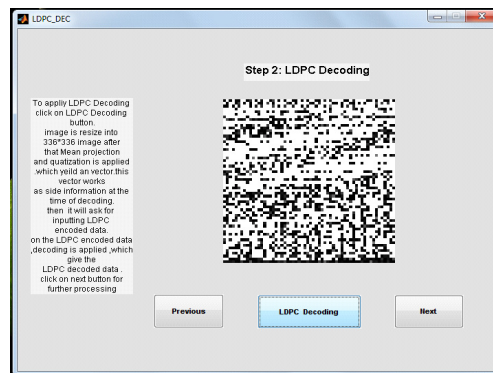 LDPC_DEC
Step 2: LDPC Decoding
To appliy LDPC Decoding
click on LDPC Decoding
button.
image is resize into
336*336 image after
that Mean projection
and quatization is applied
.which yeild an vector.this
vector works
as side information at the
time of decoding.
then it will ask for
inputting LDPC
encoded data.
on the LDPC encoded data
,decoding is applied ,which
give the
LDPC decoded data .
click on next button for
further processing
Previous
LDPC Decoding
Next